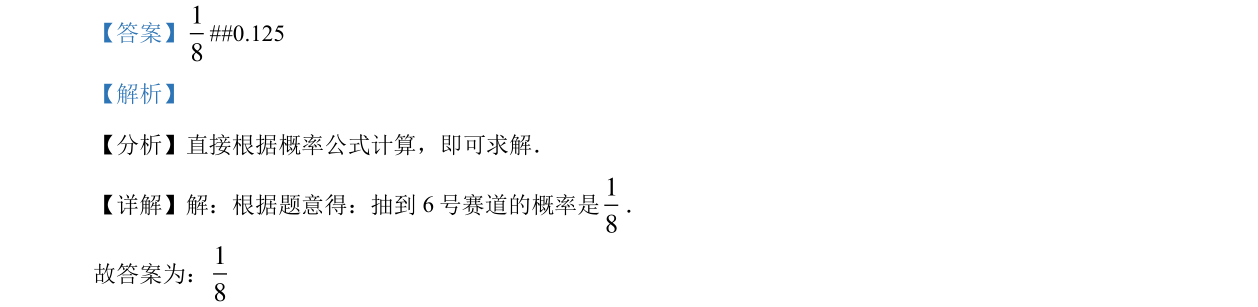 【答案】1/8##0.125
【解析】
【分析】直接根据概率公式计算，即可求解．
【详解】解：根据题意得：抽到 6 号赛道的概率是1/8．
故答案为：1/8